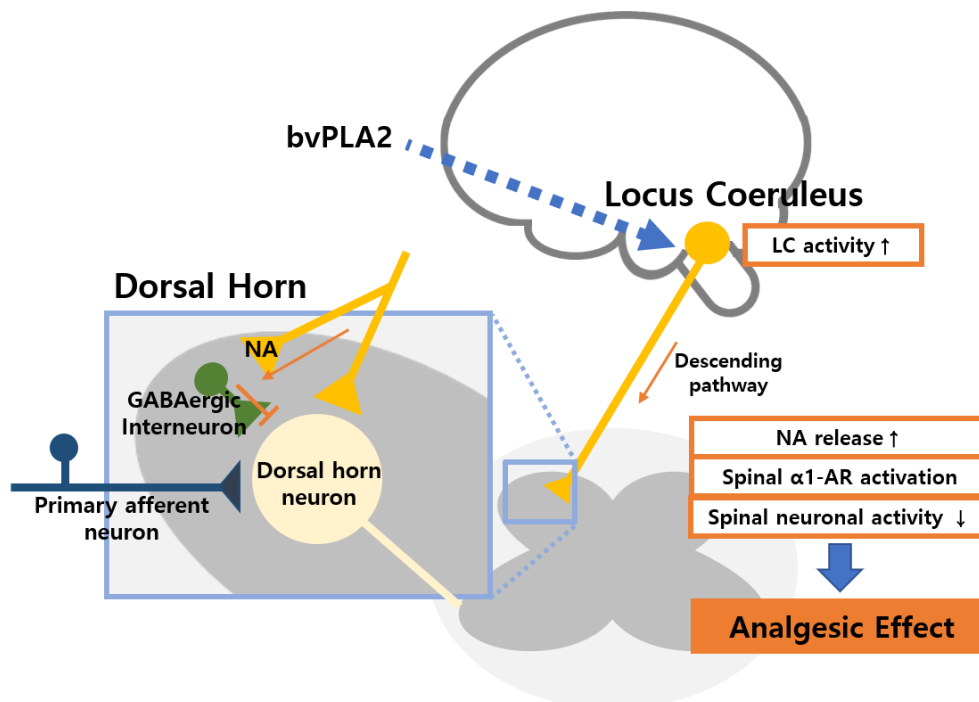 bvPLA2
Locus Coeruleus
LC activity ↑
Dorsal Horn
NA
GABAergic
Interneuron
Dorsal horn
neuron
Primary afferent
neuron
Descending
pathway
NA release ↑
Spinal α1-AR activation
Spinal neuronal activity ↓
Analgesic Effect